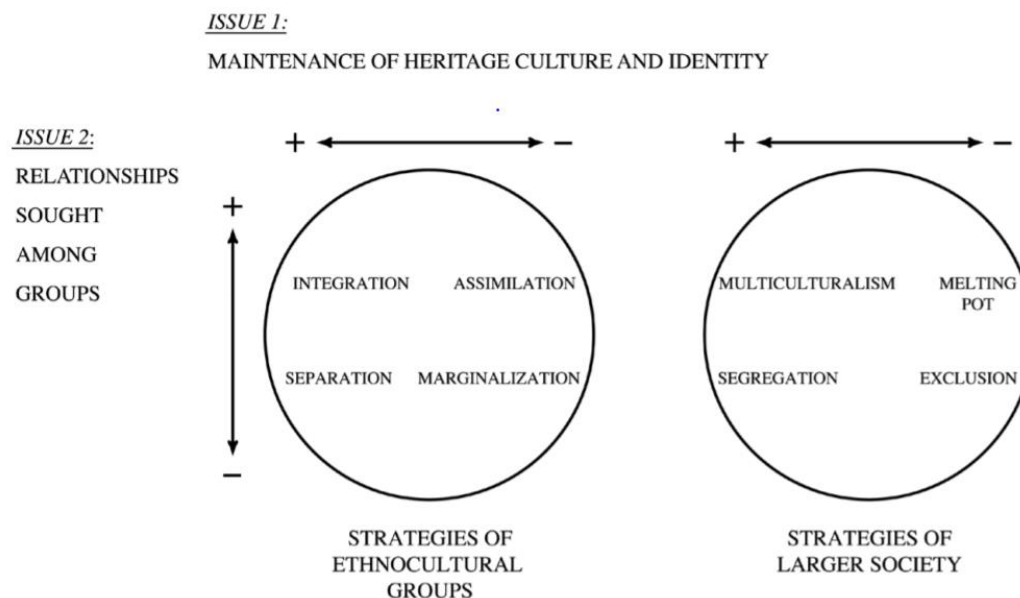 ISSUE 1:
MAINTENANCE OF HERITAGE CULTURE AND IDENTITY
ISSUE 2:
RELATIONSHIPS
SOUGHT
AMONG
GROUPS
+ −
+ −
+
−
INTEGRATION ASSIMILATION
SEPARATION MARGINALIZATION
MULTICULTURALISM MELTING
POT
SEGREGATION EXCLUSION
STRATEGIES OF
ETHNOCULTURAL
GROUPS
STRATEGIES OF
LARGER SOCIETY